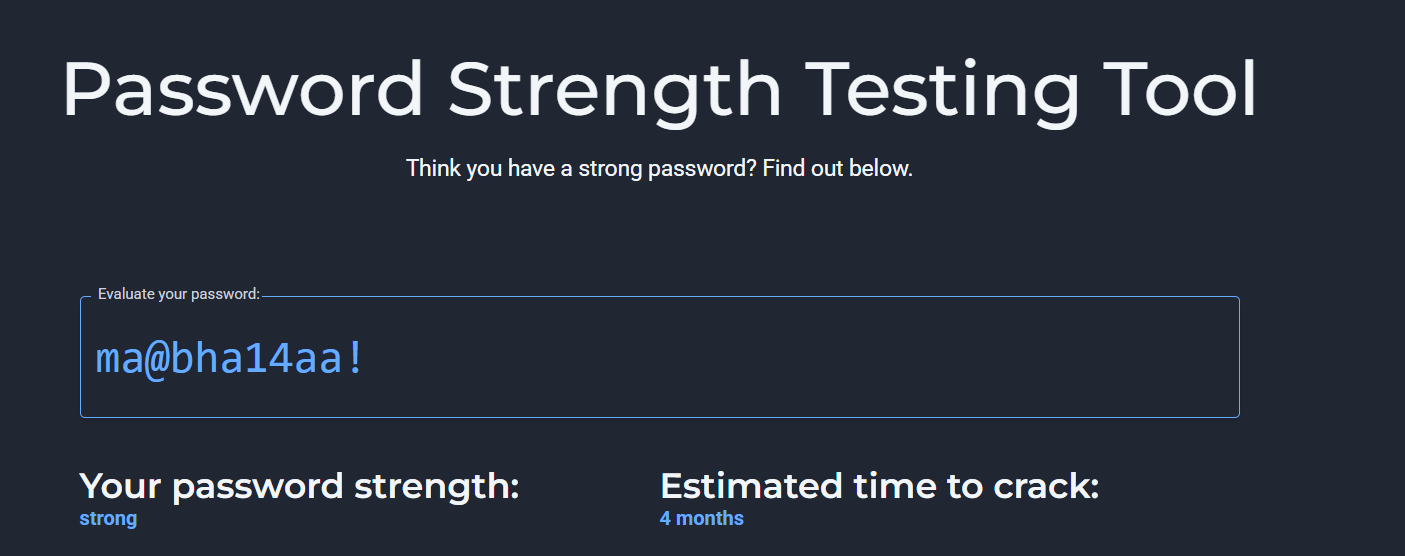 Password Strength Testing Tool
Think you have a strong password? Find out below.
Evaluate your password:
ma@bha14aa!
Your password strength:
strong
Estimated time to crack:
4 months